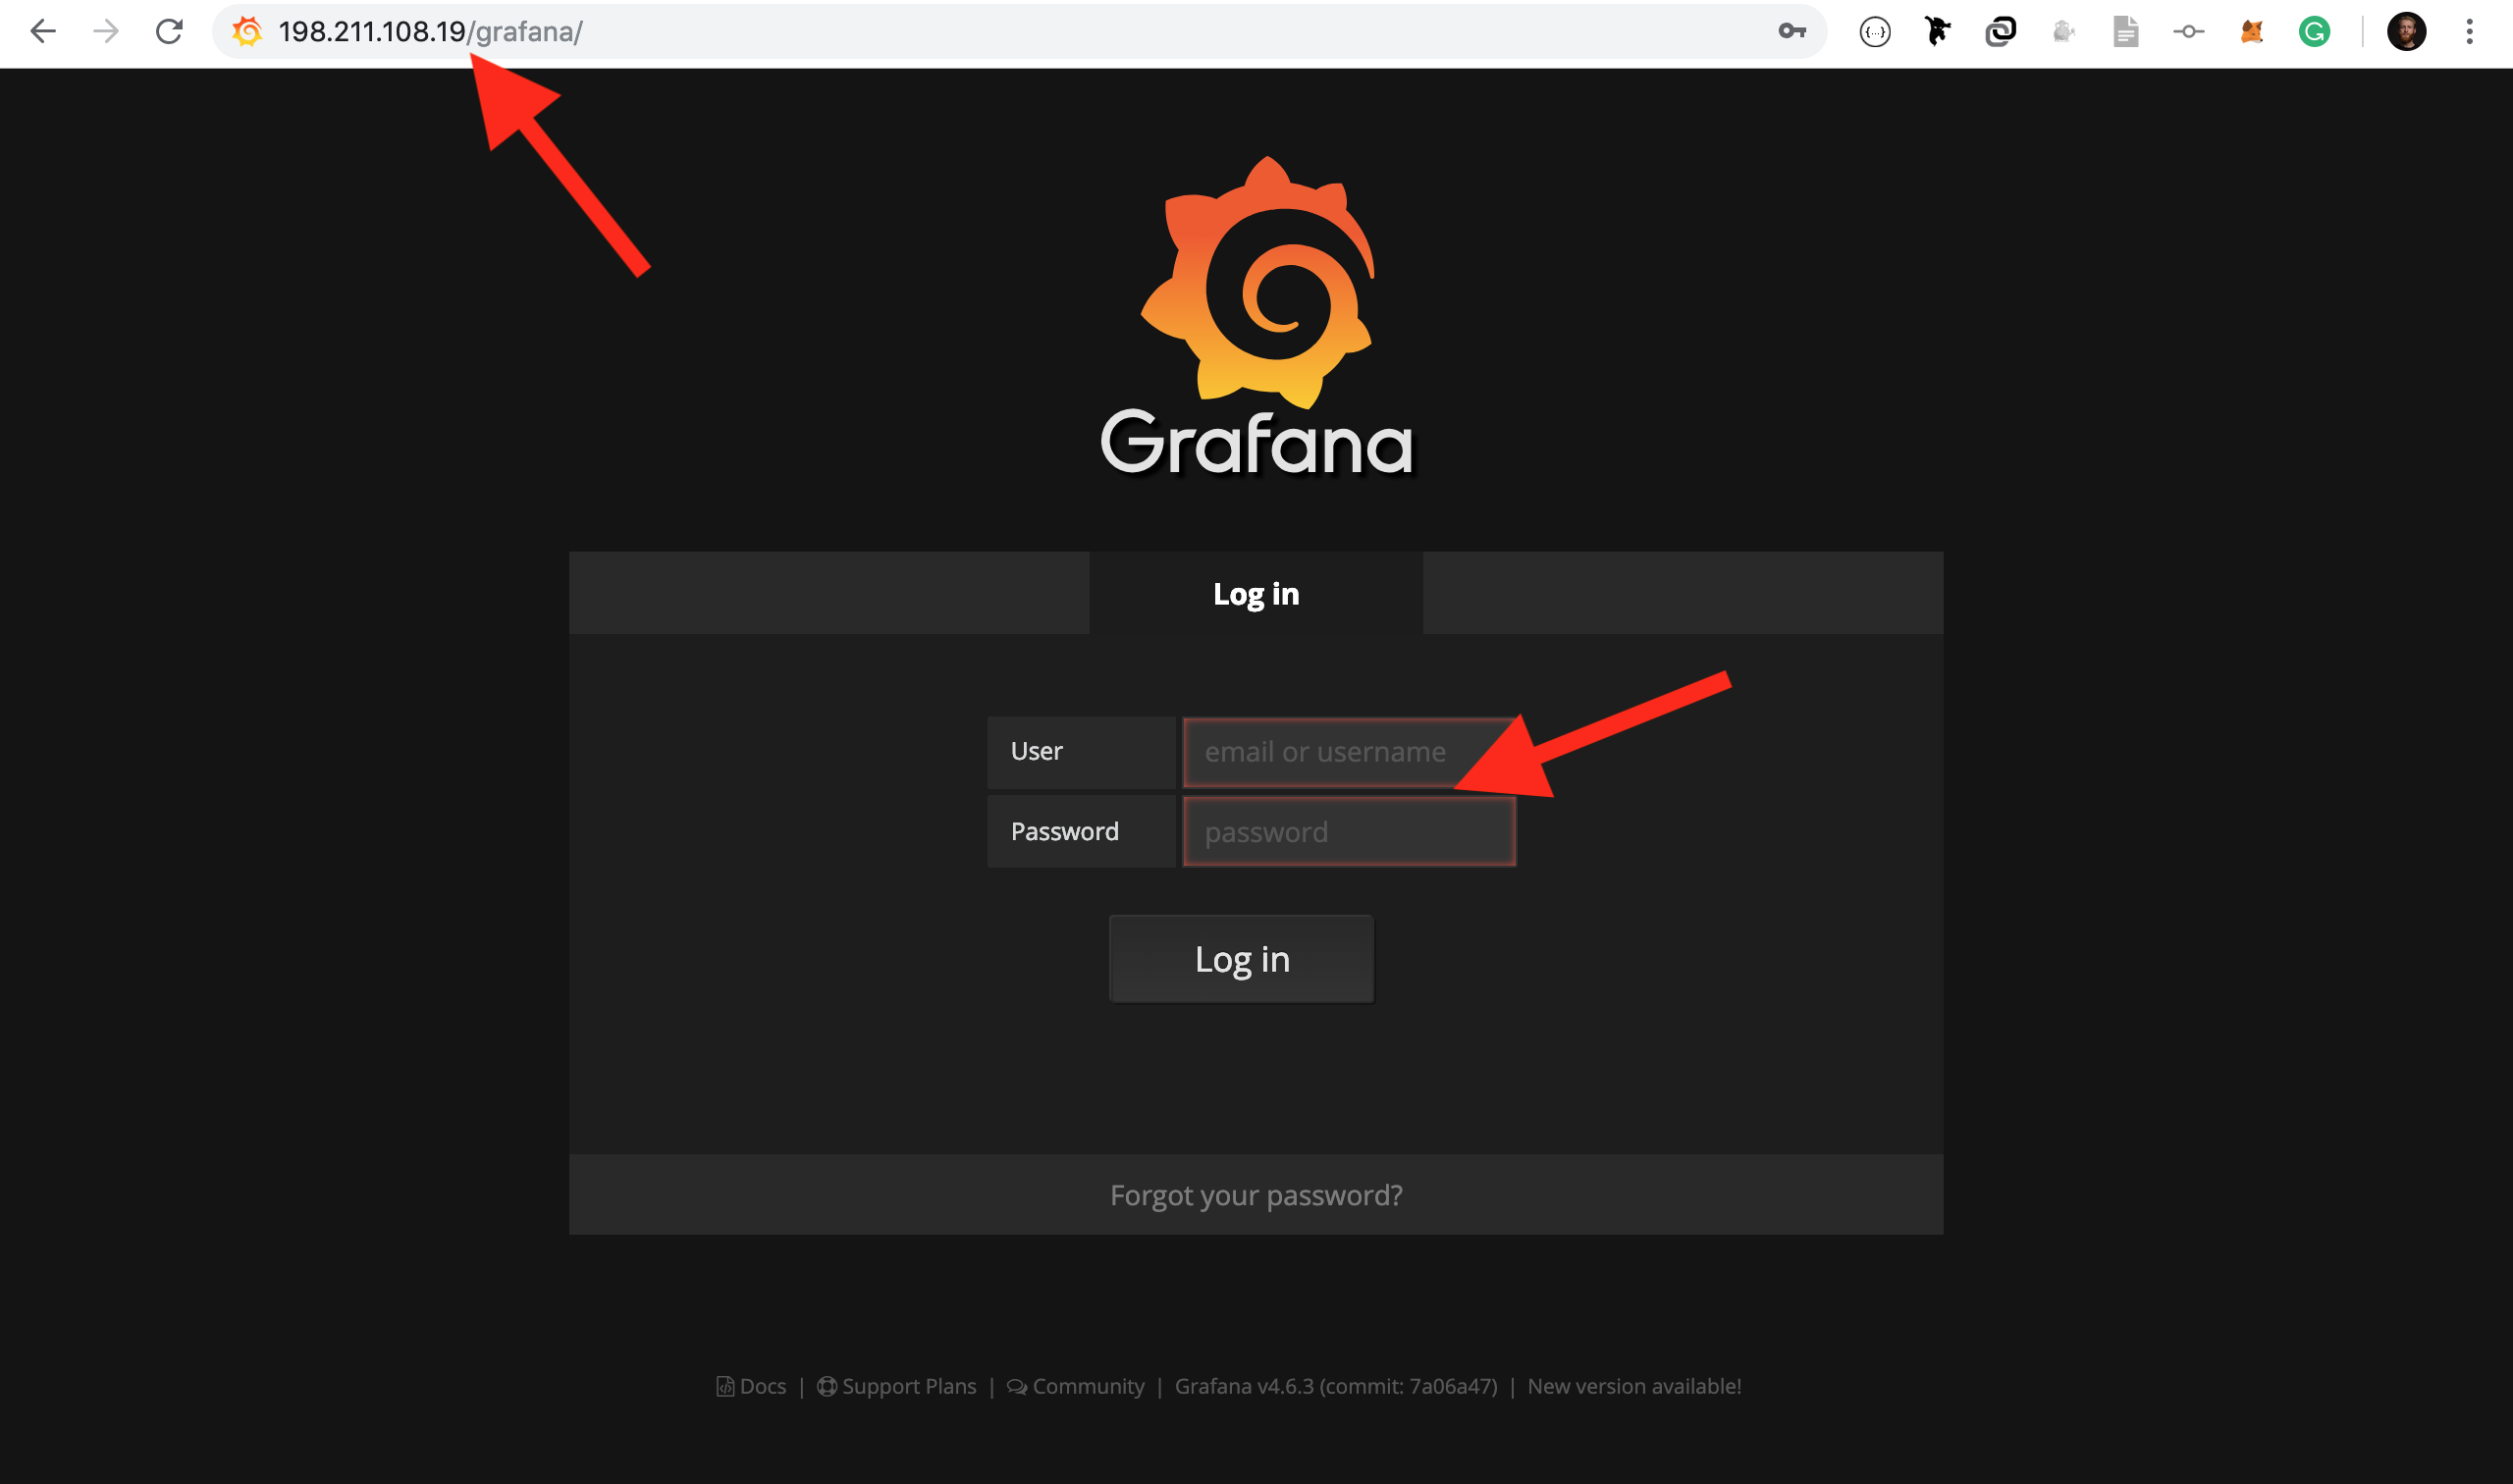 198.211.108.19/grafana/
Grafana
Log in
User
email or username
Password
password
Log in
Forgot your password?
Docs | Support Plans | Community | Grafana v4.6.3 (commit: 7a06a47) | New version available!